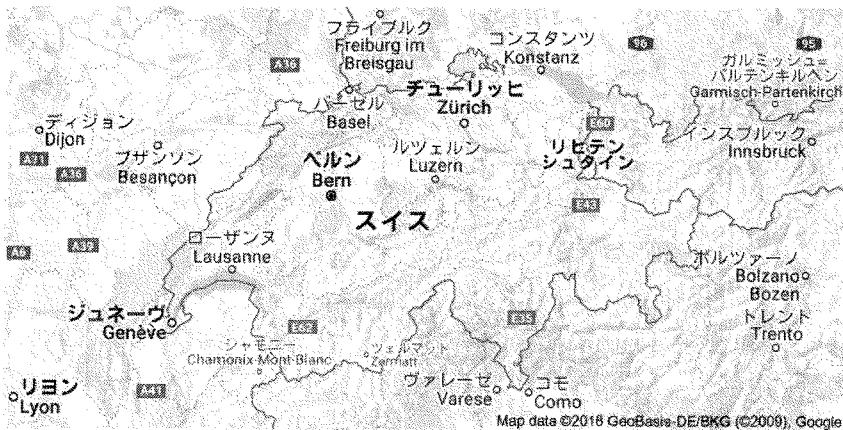 フライブルク
Freiburg im
Breisgau
コンスタンツ
Konstanz
96
95
ガルミッシュ=
パルテンキルヘン
Garmisch-Partenkirch
A36
チューリッヒ
Zürich
バーゼル
Basel
ディジョン
Dijon
ブザンソン
Besançon
A31
A36
ベルン
Bern
ルツェルン
Luzern
E60
リヒテン
シュタイン
インスブルック
Innsbruck
スイス
E43
A6
A39
ローザンヌ
Lausanne
ボルツァーノ
Bolzano
Bozen
ジュネーヴ
Genève
E62
E35
トレント
Trento
シャモニー
Chamonix-Mont-Blanc
ツェルマット
Zermatt
リヨン
Lyon
A41
ヴァレーゼ
Varese
コモ
Como
Map data ©2016 GeoBasis-DE/BKG (©2009), Google